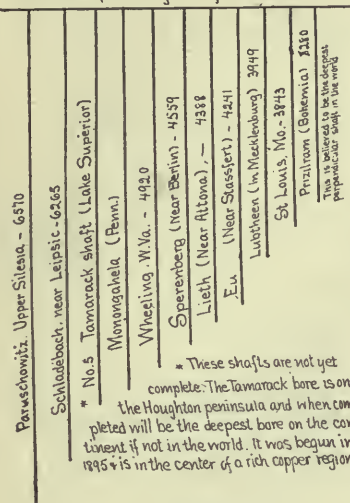 Paruschowitz. Upper Silesia - 6570
Schladebach. near Leipsic - 6265
* No.5 Tamarack shaft (Lake Superior)
Monongahela (Penn.)
Wheeling. W.Va. - 4920
Sperenberg (Near Berlin) - 4559
Lieth (Near Altona), - 4388
Eu (Near Stassfert) - 4241
Lubtheen (in Mecklenburg) 3949
St Louis. Mo. - 3843
Prizilram (Bohemia) 3280
This is believed to be the deepest
perpendicular shaft in the world
* These shafts are not yet
complete. The Tamarack bore is on
the Houghton peninsula and when com
pleted will be the deepest bore on the con
tinent if not in the world. It was begun in
1895 & is in the center of a rich copper region